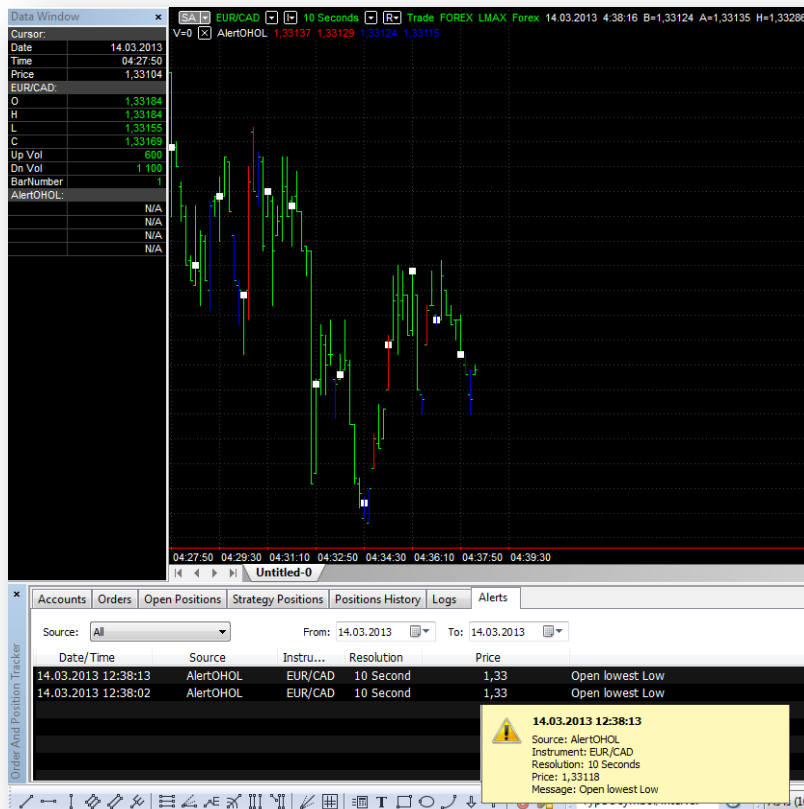 Data Window
Cursor:
Date 14.03.2013
Time 04:27:50
Price 1,33104
EUR/CAD:
O 1,33184
H 1,33184
L 1,33155
C 1,33169
Up Vol 600
Dn Vol 1 100
BarNumber 1
AlertOHOL:
N/A
N/A
N/A
N/A
SA EUR/CAD I 10 Seconds R Trade FOREX LMAX Forex 14.03.2013 4:38:16 B=1,33124 A=1,33135 H=1,33286
V=0 AlertOHOL 1,33137 1,33129 1,33124 1,33115
04:27:50 04:29:30 04:31:10 04:32:50 04:34:30 04:36:10 04:37:50 04:39:30
Untitled-0
Order And Position Tracker
Accounts Orders Open Positions Strategy Positions Positions History Logs Alerts
Source: All From: 14.03.2013 To: 14.03.2013
Date/Time Source Instru... Resolution Price
14.03.2013 12:38:13 AlertOHOL EUR/CAD 10 Second 1,33 Open lowest Low
14.03.2013 12:38:02 AlertOHOL EUR/CAD 10 Second 1,33 Open lowest Low
14.03.2013 12:38:13
Source: AlertOHOL
Instrument: EUR/CAD
Resolution: 10 Seconds
Price: 1,33118
Message: Open lowest Low